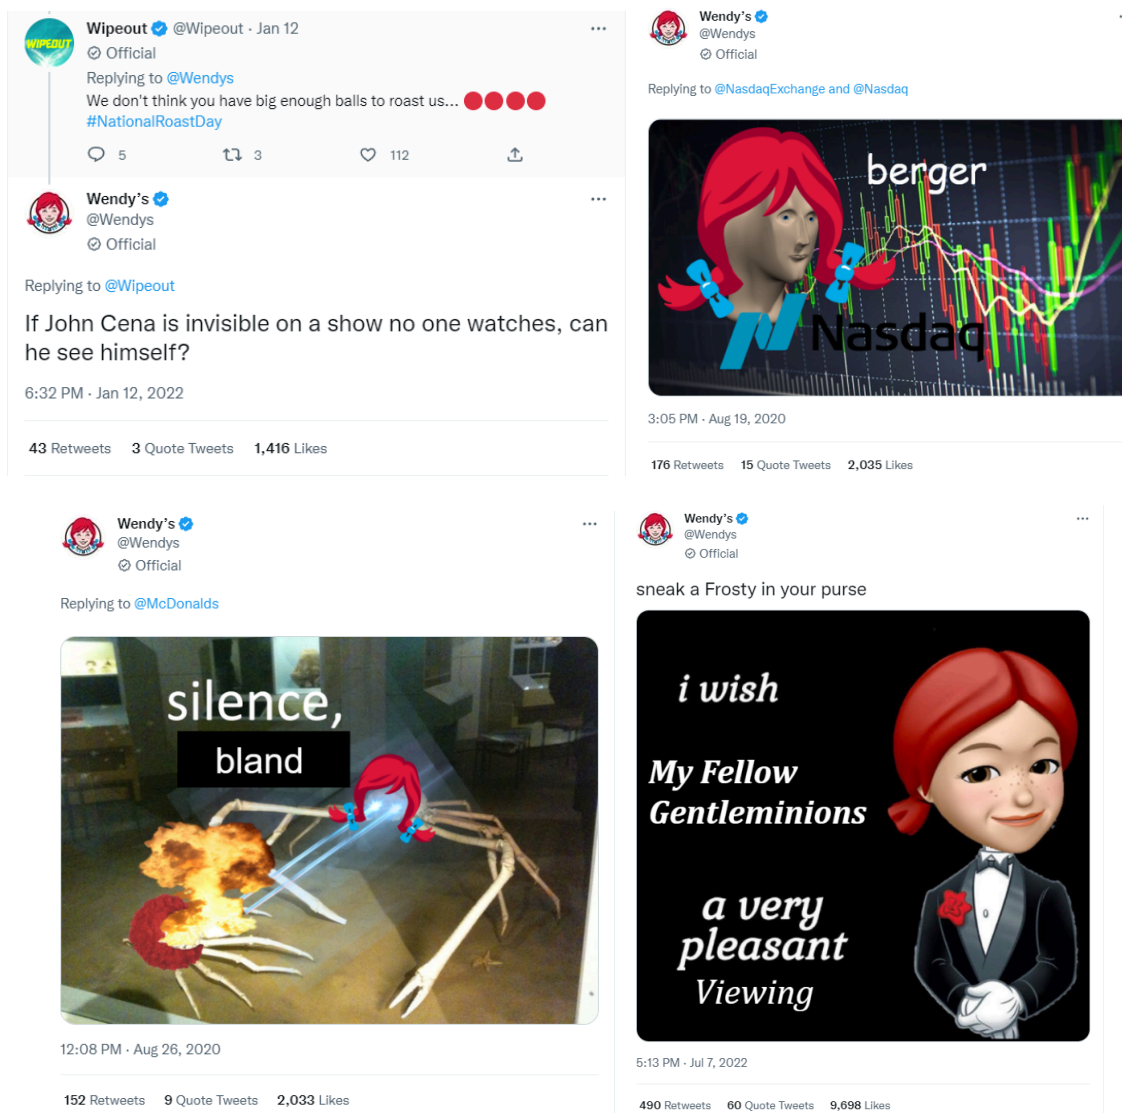 Wipeout @Wipeout · Jan 12
Official
Replying to @Wendys
We don't think you have big enough balls to roast us...
#NationalRoastDay
5 3 112
Wendy's
@Wendys
Official
Replying to @Wipeout
If John Cena is invisible on a show no one watches, can
he see himself?
6:32 PM · Jan 12, 2022
43 Retweets 3 Quote Tweets 1,416 Likes
Wendy's
@Wendys
Official
Replying to @NasdaqExchange and @Nasdaq
berger
Nasdaq
3:05 PM · Aug 19, 2020
176 Retweets 15 Quote Tweets 2,035 Likes
Wendy's
@Wendys
Official
Replying to @McDonalds
silence,
bland
12:08 PM · Aug 26, 2020
152 Retweets 9 Quote Tweets 2,033 Likes
Wendy's
@Wendys
Official
sneak a Frosty in your purse
i wish
My Fellow
Gentleminions
a very
pleasant
Viewing
5:13 PM · Jul 7, 2022
490 Retweets 60 Quote Tweets 9,698 Likes
WIPEOUT